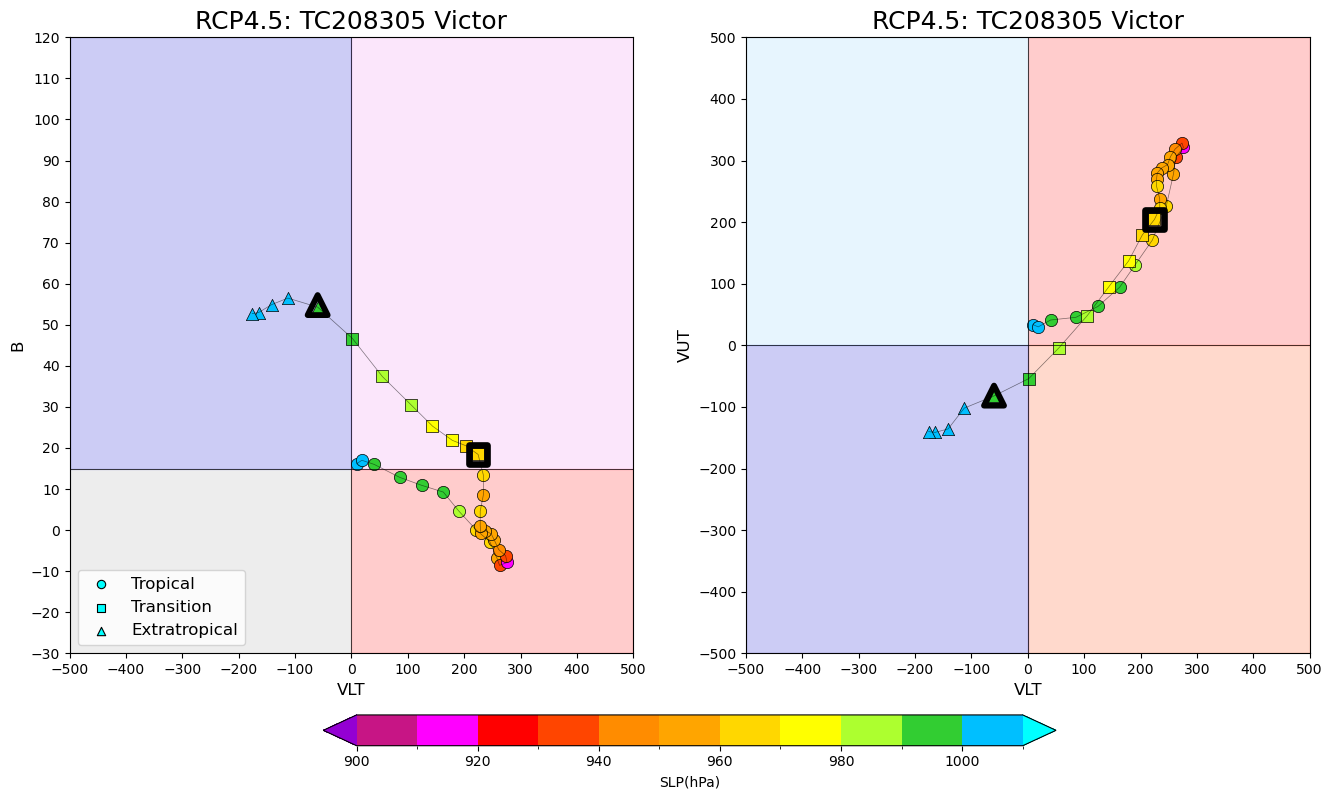 RCP4.5: TC208305 Victor
RCP4.5: TC208305 Victor
120
110
100
90
80
70
60
50
40
30
20
10
0
−10
−20
−30
B
Tropical
Transition
Extratropical
−500 −400 −300 −200 −100 0 100 200 300 400 500
VLT
500
400
300
200
100
0
−100
−200
−300
−400
−500
VUT
−500 −400 −300 −200 −100 0 100 200 300 400 500
VLT
900 920 940 960 980 1000
SLP(hPa)